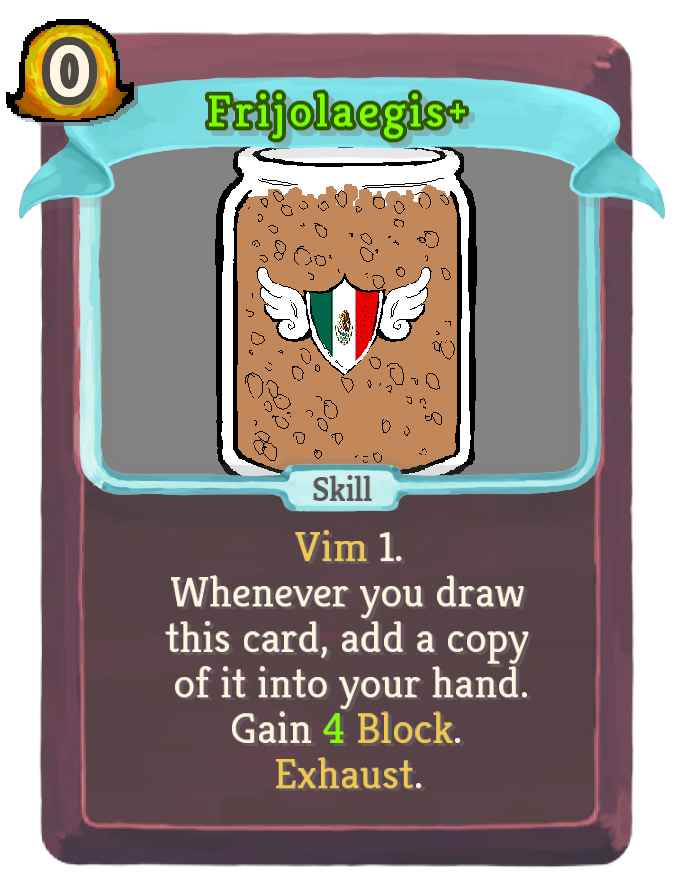 0
Frijolaegis+
Skill
Vim 1.
Whenever you draw
this card, add a copy
of it into your hand.
Gain 4 Block.
Exhaust.